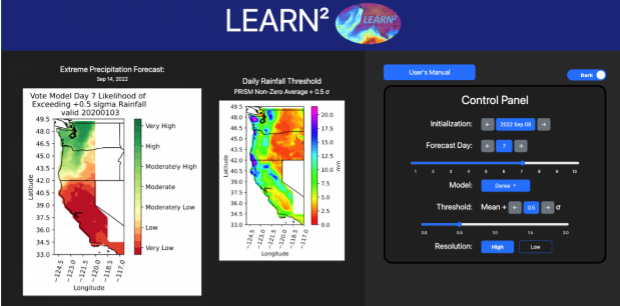 LEARN²
LEARN²
Extreme Precipitation Forecast:
Sep 14, 2022
Vote Model Day 7 Likelihood of
Exceeding +0.5 sigma Rainfall
valid 20200103
49.5
48.0
46.5
45.0
43.5
42.0
40.5
39.0
37.5
36.0
34.5
33.0
Latitude
-124.5
-123.0
-121.5
-120.0
-118.5
-117.0
Longitude
Very High
High
Moderately High
Moderate
Moderately Low
Low
Very Low
Daily Rainfall Threshold
PRISM Non-Zero Average + 0.5 σ
49.5
48.0
46.5
45.0
43.5
42.0
40.5
39.0
37.5
36.0
34.5
33.0
Latitude
-124.5
-123.0
-121.5
-120.0
-118.5
-117.0
Longitude
20.0
17.5
15.0
12.5
10.0
7.5
5.0
2.5
0.0
mm
User's Manual
Dark
Control Panel
Initialization: ← 2022 Sep 08 →
Forecast Day: ← 7 →
1 2 3 4 5 6 7 8 9 10
Model: Dense
Threshold: Mean + ← 0.5 → σ
0.0 0.5 1.0 1.5 3.0
Resolution: High Low